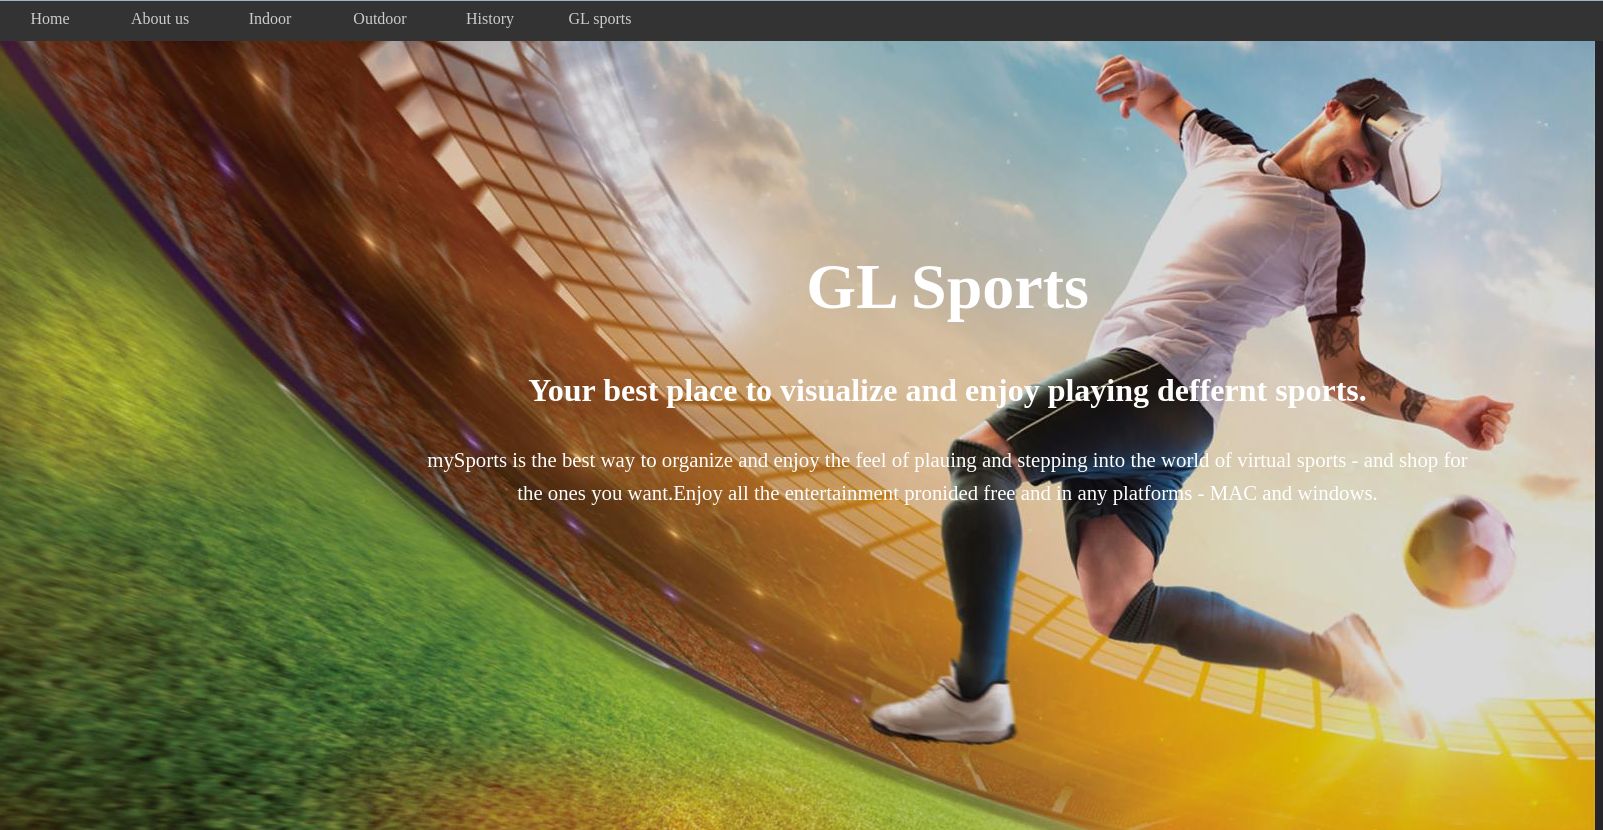 Home About us Indoor Outdoor History GL sports
GL Sports
Your best place to visualize and enjoy playing deffernt sports.
mySports is the best way to organize and enjoy the feel of plauing and stepping into the world of virtual sports - and shop for
the ones you want.Enjoy all the entertainment pronided free and in any platforms - MAC and windows.